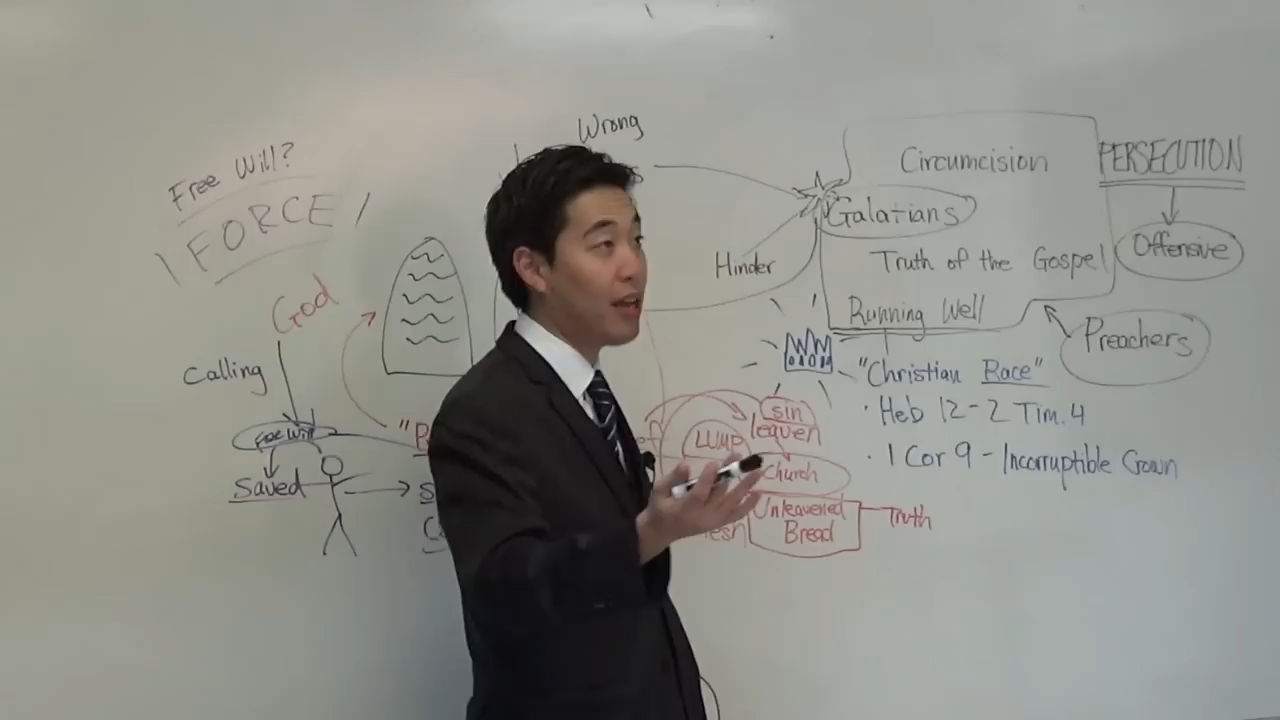 Wrong
Free Will?
FORCE
God
Calling
Free Will
Saved
Hinder
Circumcision
Galatians
Truth of the Gospel
Running Well
PERSECUTION
Offensive
Preachers
"Christian Race"
· Heb 12-2 Tim. 4
· 1 Cor 9 - Incorruptible Crown
sin
leaven
LUMP
Church
Unleavened
Bread
Truth